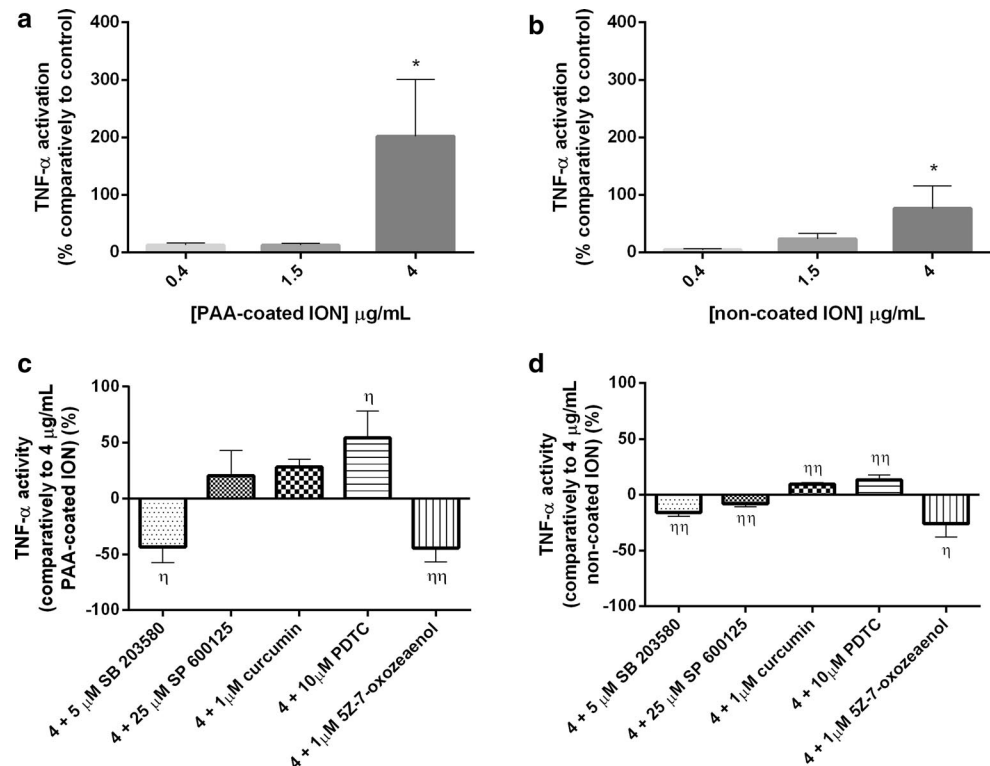 a
TNF-α activation
(% comparatively to control)
400
300
200
100
0
*
0.4
1.5
4
[PAA-coated ION] μg/mL
b
TNF-α activation
(% comparatively to control)
400
300
200
100
0
*
0.4
1.5
4
[non-coated ION] μg/mL
c
TNF-α activity
(comparatively to 4 μg/mL
PAA-coated ION) (%)
100
50
0
-50
-100
η
η
ηη
4 + 5 μM SB 203580
4 + 25 μM SP 600125
4 + 1μM curcumin
4 + 10μM PDTC
4 + 1μM 5Z-7-oxozeaenol
d
TNF-α activity
(comparatively to 4 μg/mL
non-coated ION) (%)
100
50
0
-50
-100
ηη
ηη
ηη
ηη
η
4 + 5 μM SB 203580
4 + 25 μM SP 600125
4 + 1μM curcumin
4 + 10μM PDTC
4 + 1μM 5Z-7-oxozeaenol